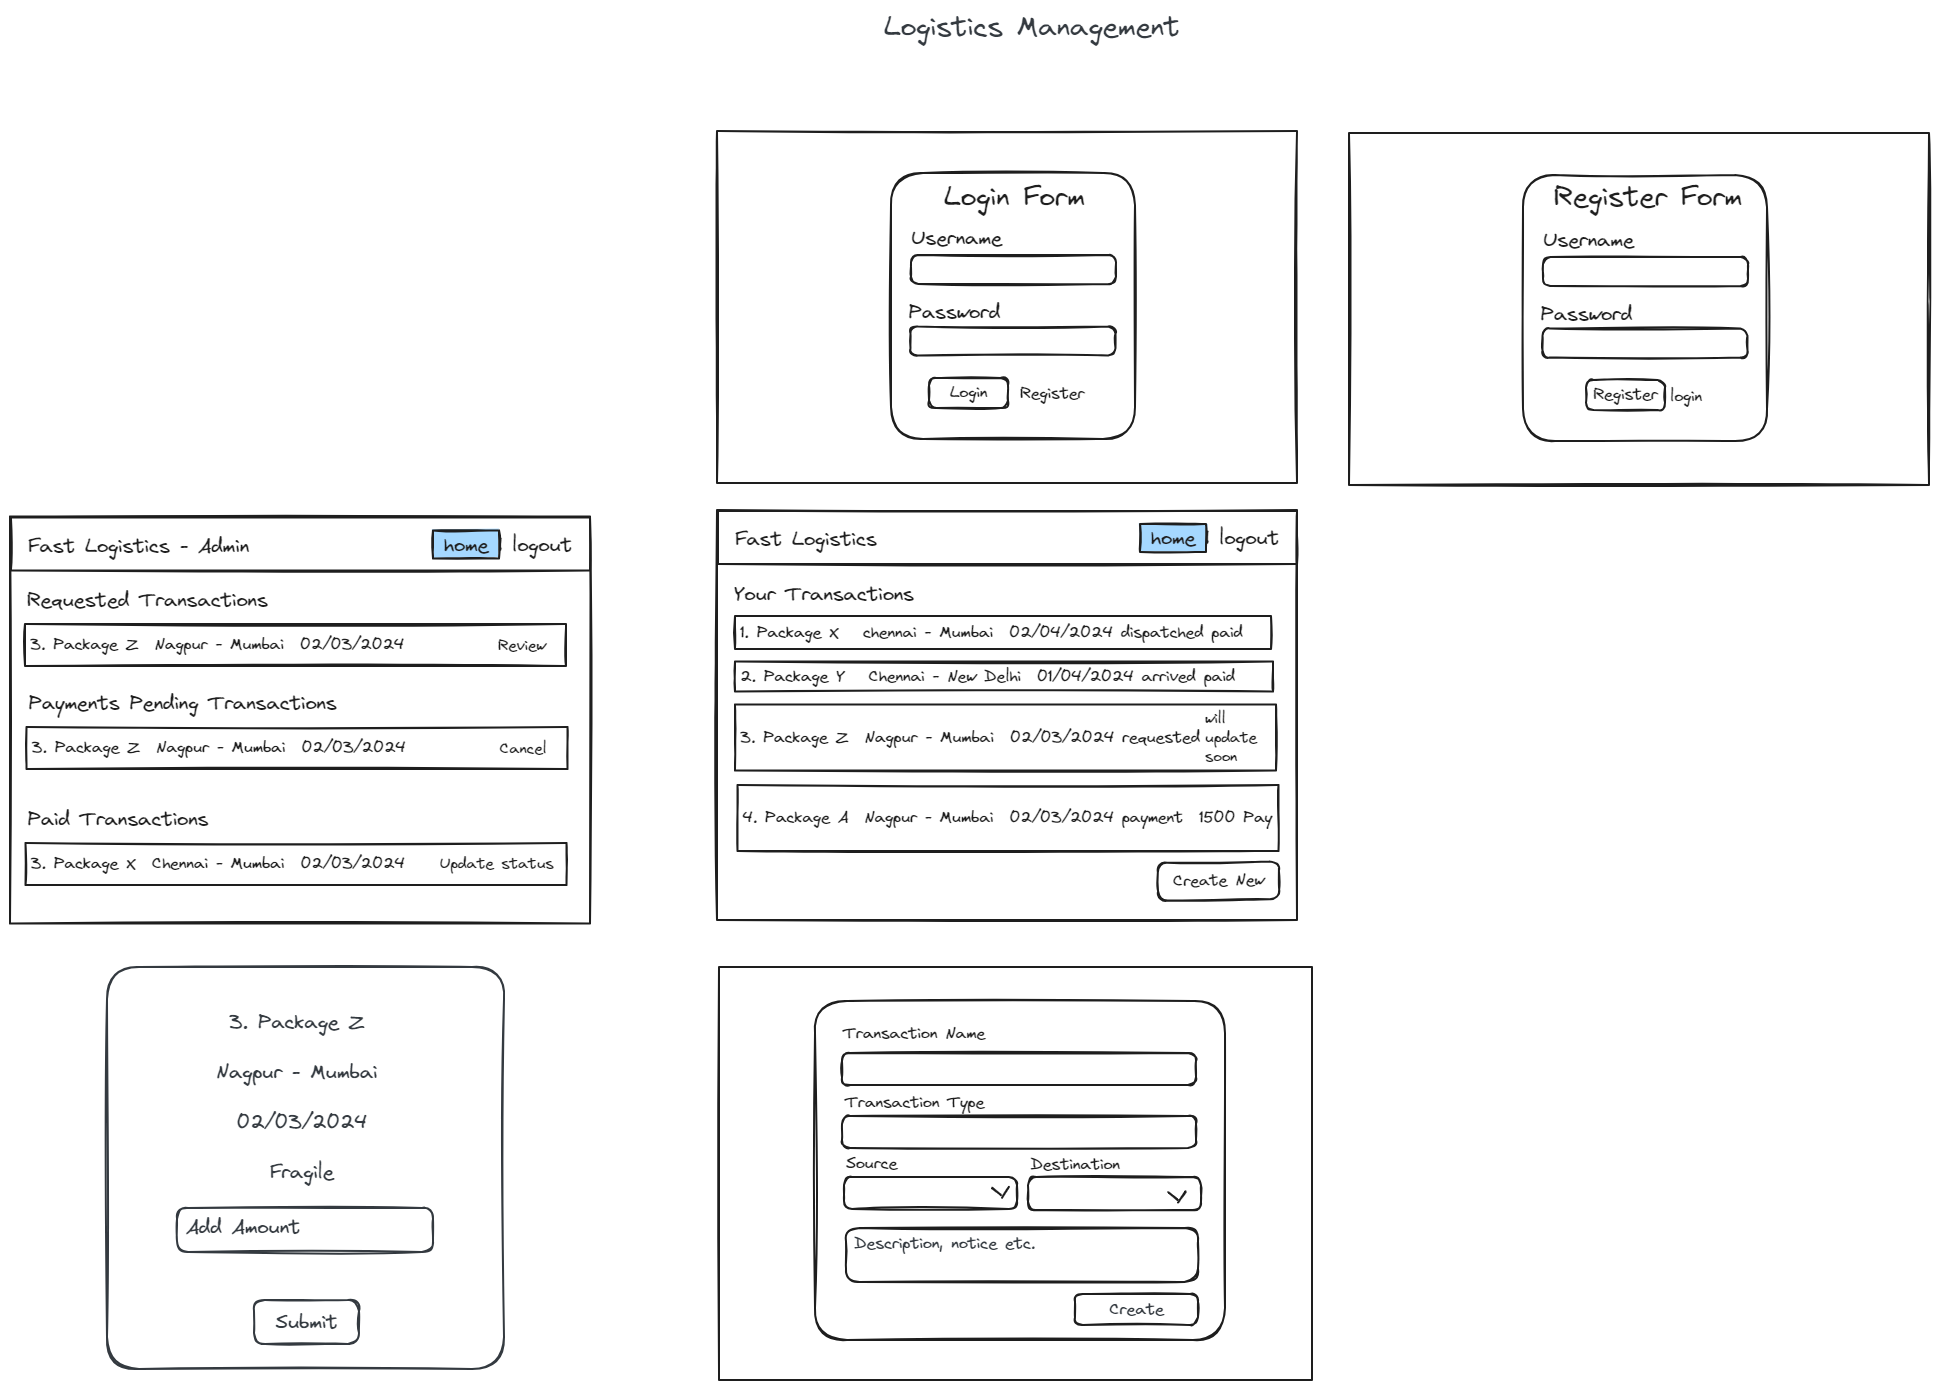 Logistics Management
Login Form
Username
Password
Login Register
Register Form
Username
Password
Register login
Fast Logistics - Admin home logout
Requested Transactions
3. Package Z Nagpur - Mumbai 02/03/2024 Review
Payments Pending Transactions
3. Package Z Nagpur - Mumbai 02/03/2024 Cancel
Paid Transactions
3. Package X Chennai - Mumbai 02/03/2024 Update status
Fast Logistics home logout
Your Transactions
1. Package X chennai - Mumbai 02/04/2024 dispatched paid
2. Package Y Chennai - New Delhi 01/04/2024 arrived paid
3. Package Z Nagpur - Mumbai 02/03/2024 requested will
update
soon
4. Package A Nagpur - Mumbai 02/03/2024 payment 1500 Pay
Create New
3. Package Z
Nagpur - Mumbai
02/03/2024
Fragile
Add Amount
Submit
Transaction Name
Transaction Type
Source Destination
Description, notice etc.
Create